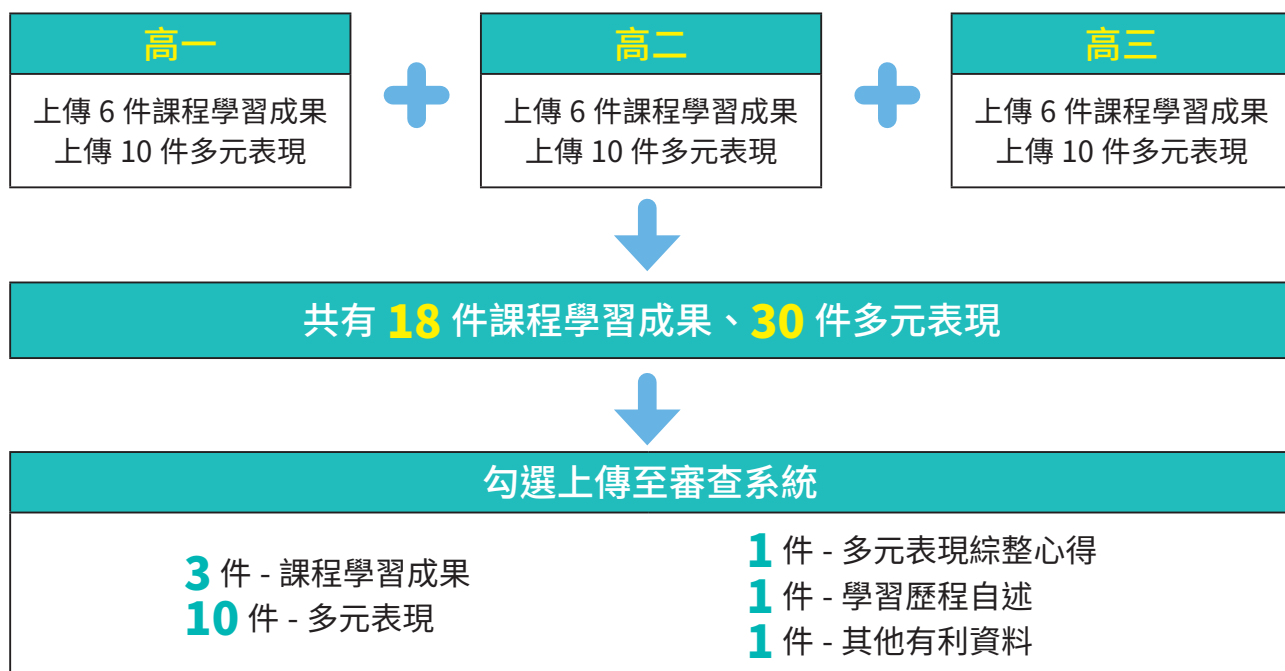 高一
上傳 6 件課程學習成果
上傳 10 件多元表現
高二
上傳 6 件課程學習成果
上傳 10 件多元表現
高三
上傳 6 件課程學習成果
上傳 10 件多元表現
共有 18 件課程學習成果、30 件多元表現
勾選上傳至審查系統
3 件 - 課程學習成果
10 件 - 多元表現
1 件 - 多元表現綜整心得
1 件 - 學習歷程自述
1 件 - 其他有利資料